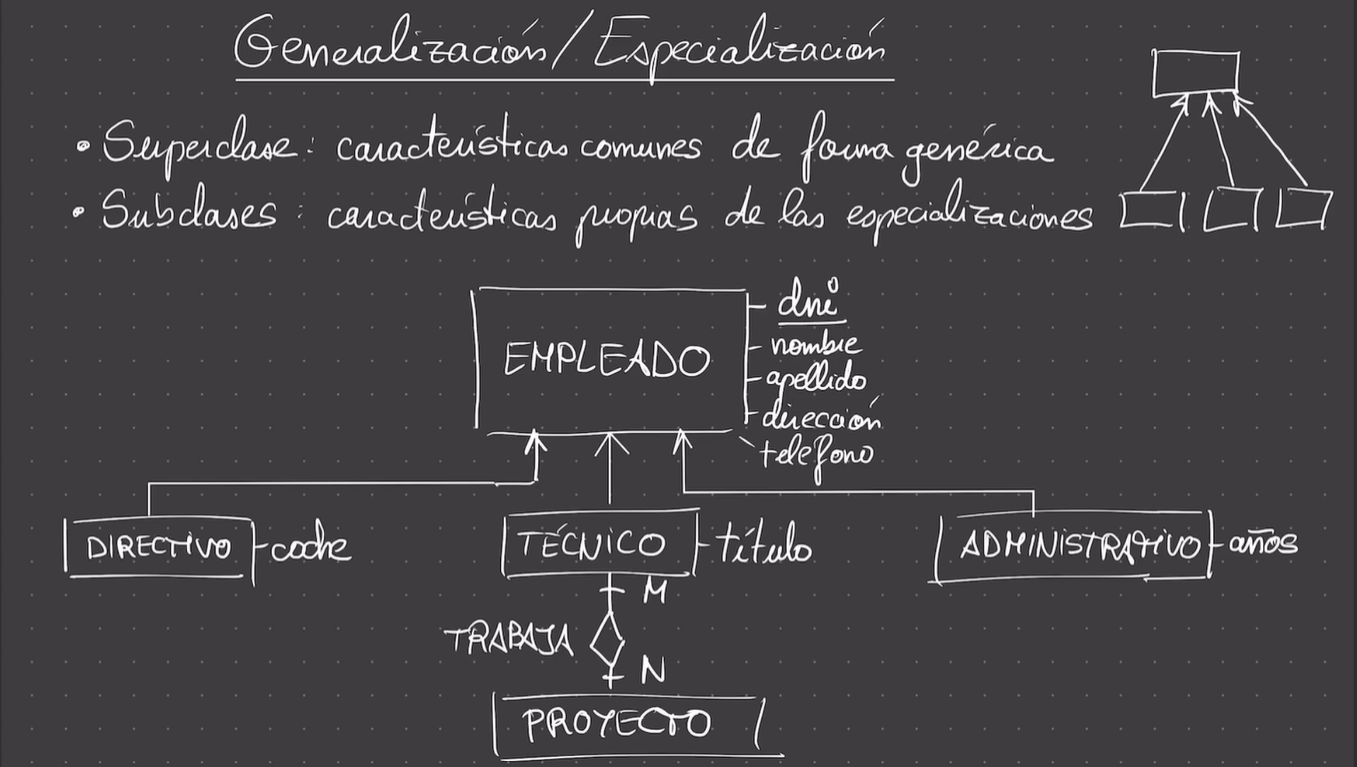 Generalización/Especialización
• Superclase: características comunes de forma genérica
• Subclases: características propias de las especializaciones
EMPLEADO
dni
nombre
apellido
dirección
teléfono
DIRECTIVO
coche
TÉCNICO
título
ADMINISTRATIVO
años
M
TRABAJA
N
PROYECTO